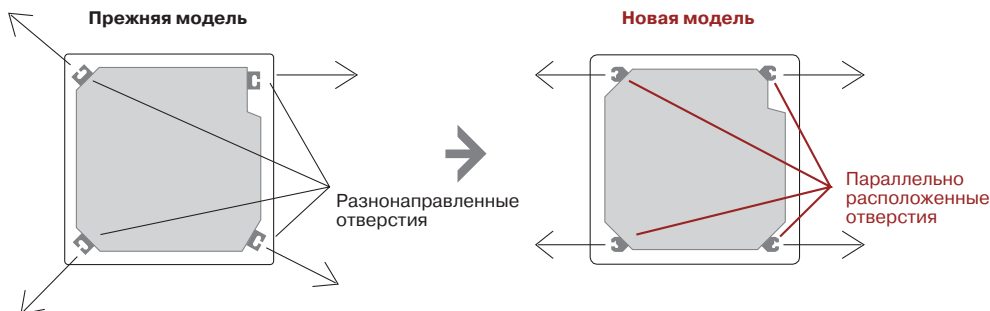 Прежняя модель
Новая модель
Разнонаправленные
отверстия
Параллельно
расположенные
отверстия